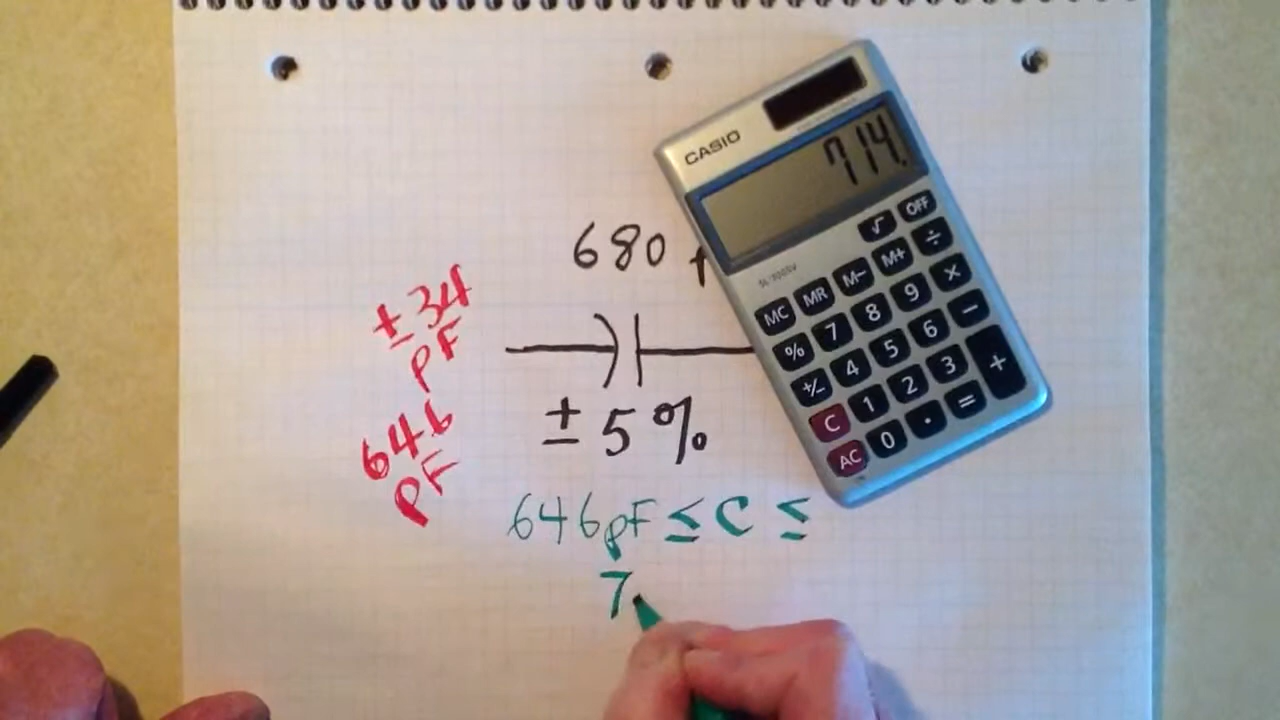 CASIO
714.
680
± 34
PF
646
PF
± 5 %
646pF ≤ C ≤
7
OFF
√ ÷
MC MR M− M+ ×
% 7 8 9 −
+/− 4 5 6 +
C 1 2 3
AC 0 . =